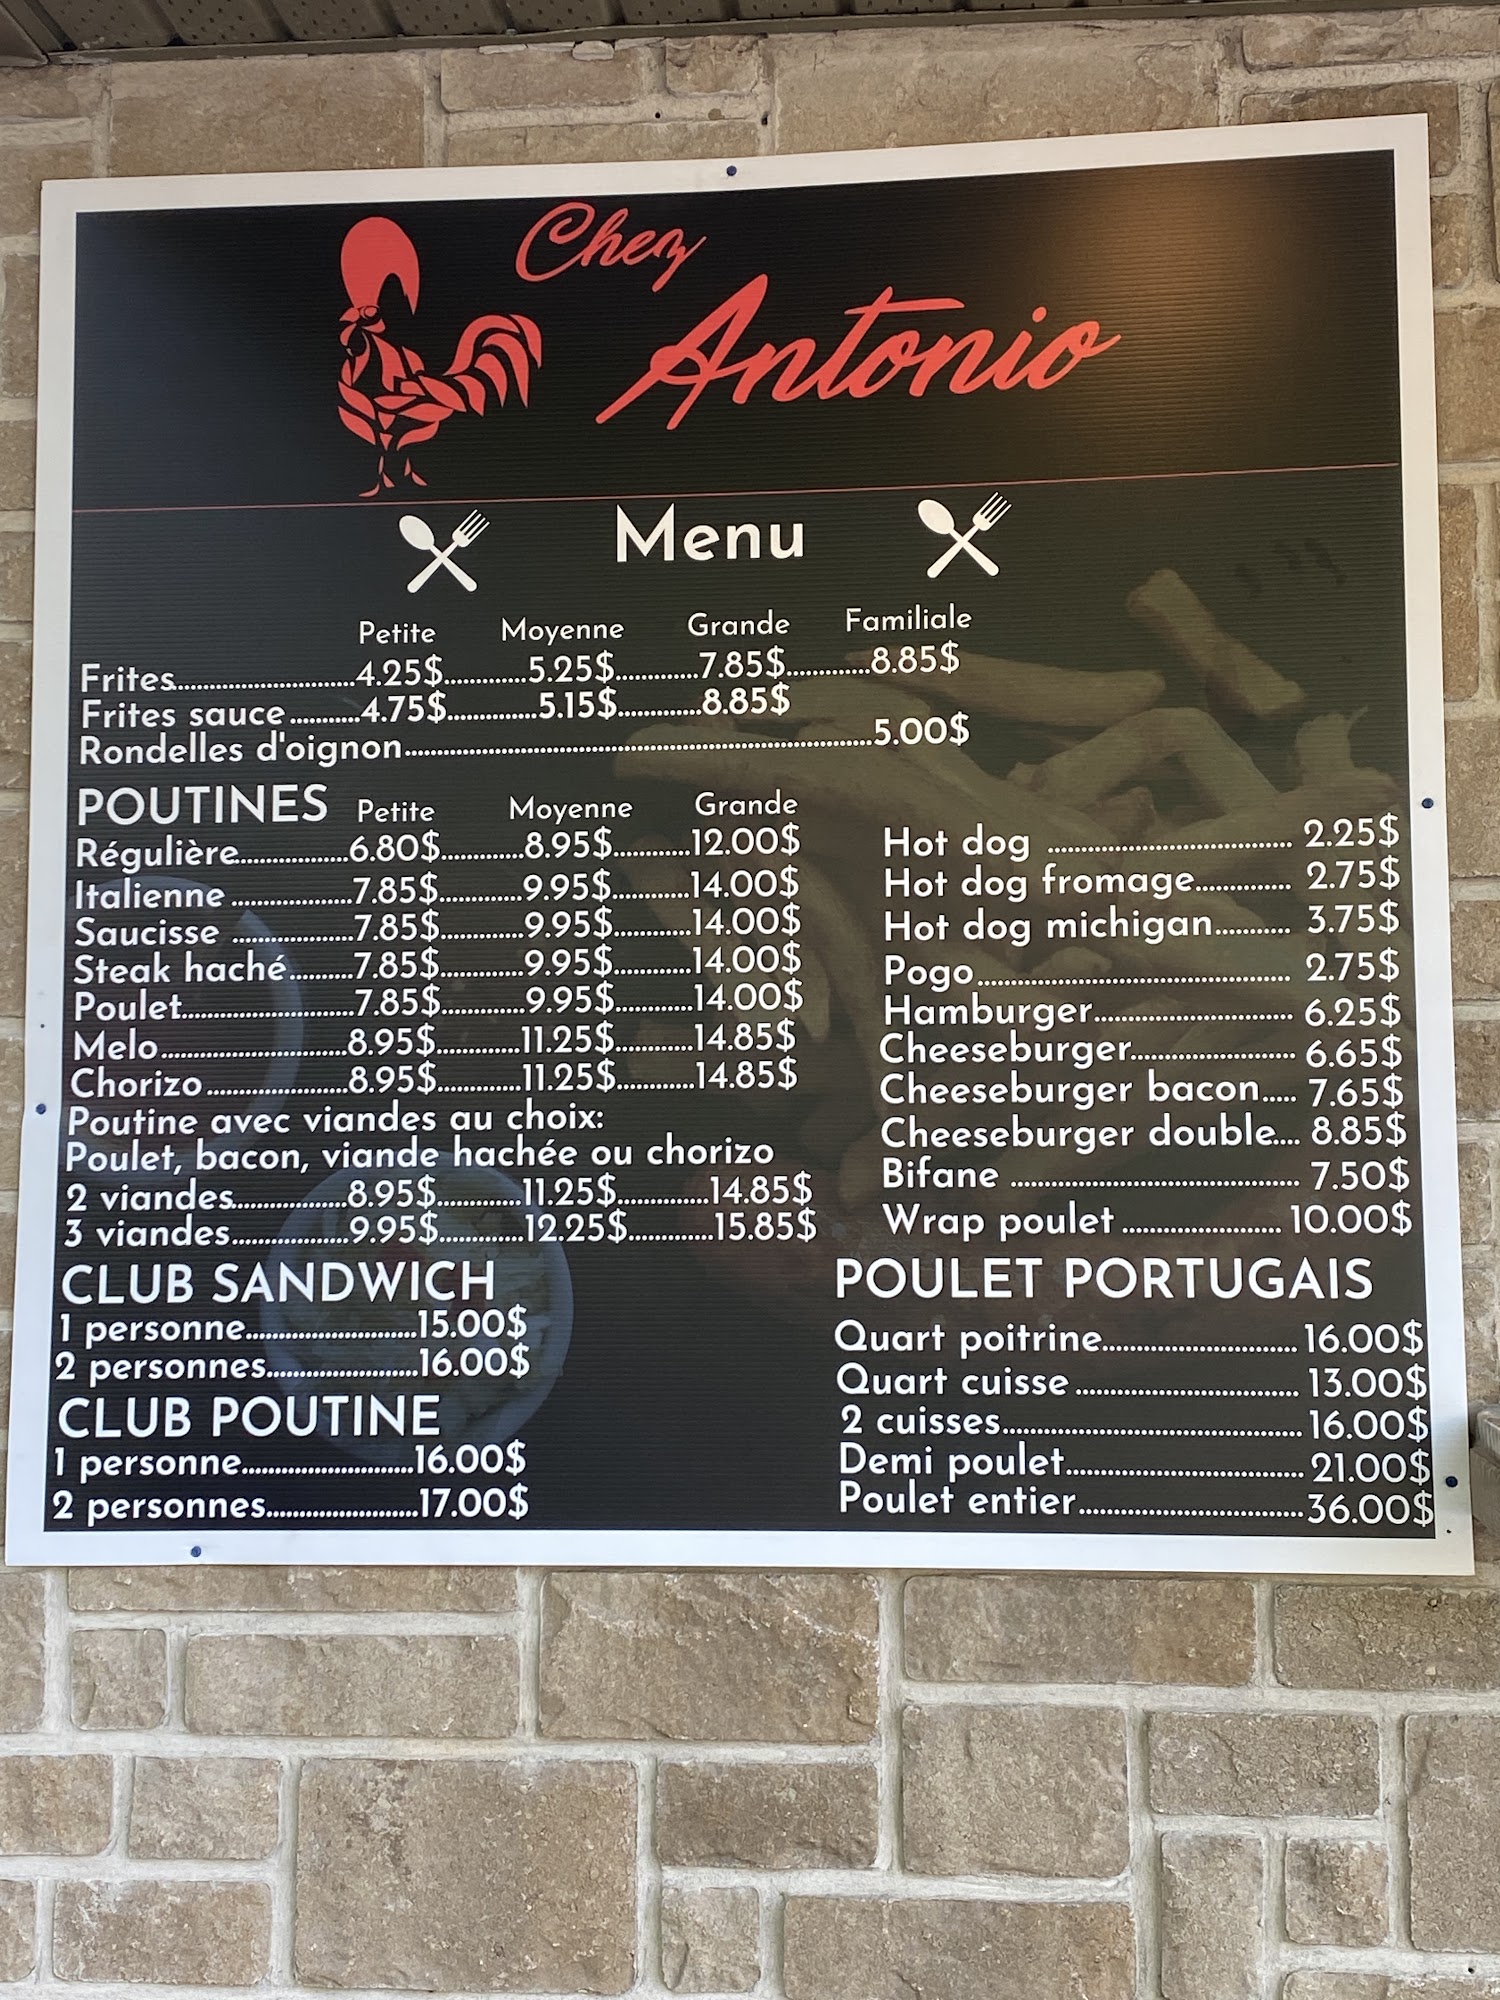 Chez
Antonio
Menu
Petite Moyenne Grande Familiale
Frites....................4.25$............5.25$............7.85$............8.85$
Frites sauce..........4.75$.............5.15$............8.85$
Rondelles d'oignon....................................................................5.00$
POUTINES Petite Moyenne Grande
Régulière................6.80$............8.95$...........12.00$
Italienne.................7.85$............9.95$...........14.00$
Saucisse.................7.85$............9.95$...........14.00$
Steak haché.........7.85$............9.95$...........14.00$
Poulet........................7.85$............9.95$...........14.00$
Melo..........................8.95$............11.25$...........14.85$
Chorizo....................8.95$............11.25$...........14.85$
Poutine avec viandes au choix:
Poulet, bacon, viande hachée ou chorizo
2 viandes................8.95$............11.25$.............14.85$
3 viandes................9.95$............12.25$............15.85$
Hot dog .................................... 2.25$
Hot dog fromage.............. 2.75$
Hot dog michigan........... 3.75$
Pogo.............................................. 2.75$
Hamburger............................ 6.25$
Cheeseburger........................ 6.65$
Cheeseburger bacon..... 7.65$
Cheeseburger double.... 8.85$
Bifane .......................................... 7.50$
Wrap poulet....................... 10.00$
CLUB SANDWICH
1 personne........................15.00$
2 personnes.....................16.00$
CLUB POUTINE
1 personne........................16.00$
2 personnes.....................17.00$
POULET PORTUGAIS
Quart poitrine............................ 16.00$
Quart cuisse................................ 13.00$
2 cuisses........................................... 16.00$
Demi poulet.................................. 21.00$
Poulet entier................................36.00$